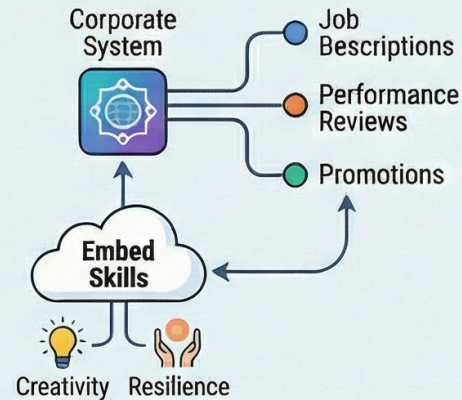 Corporate
System
Job
Bescriptions
Performance
Reviews
Promotions
Embed
Skills
Creativity
Resilience